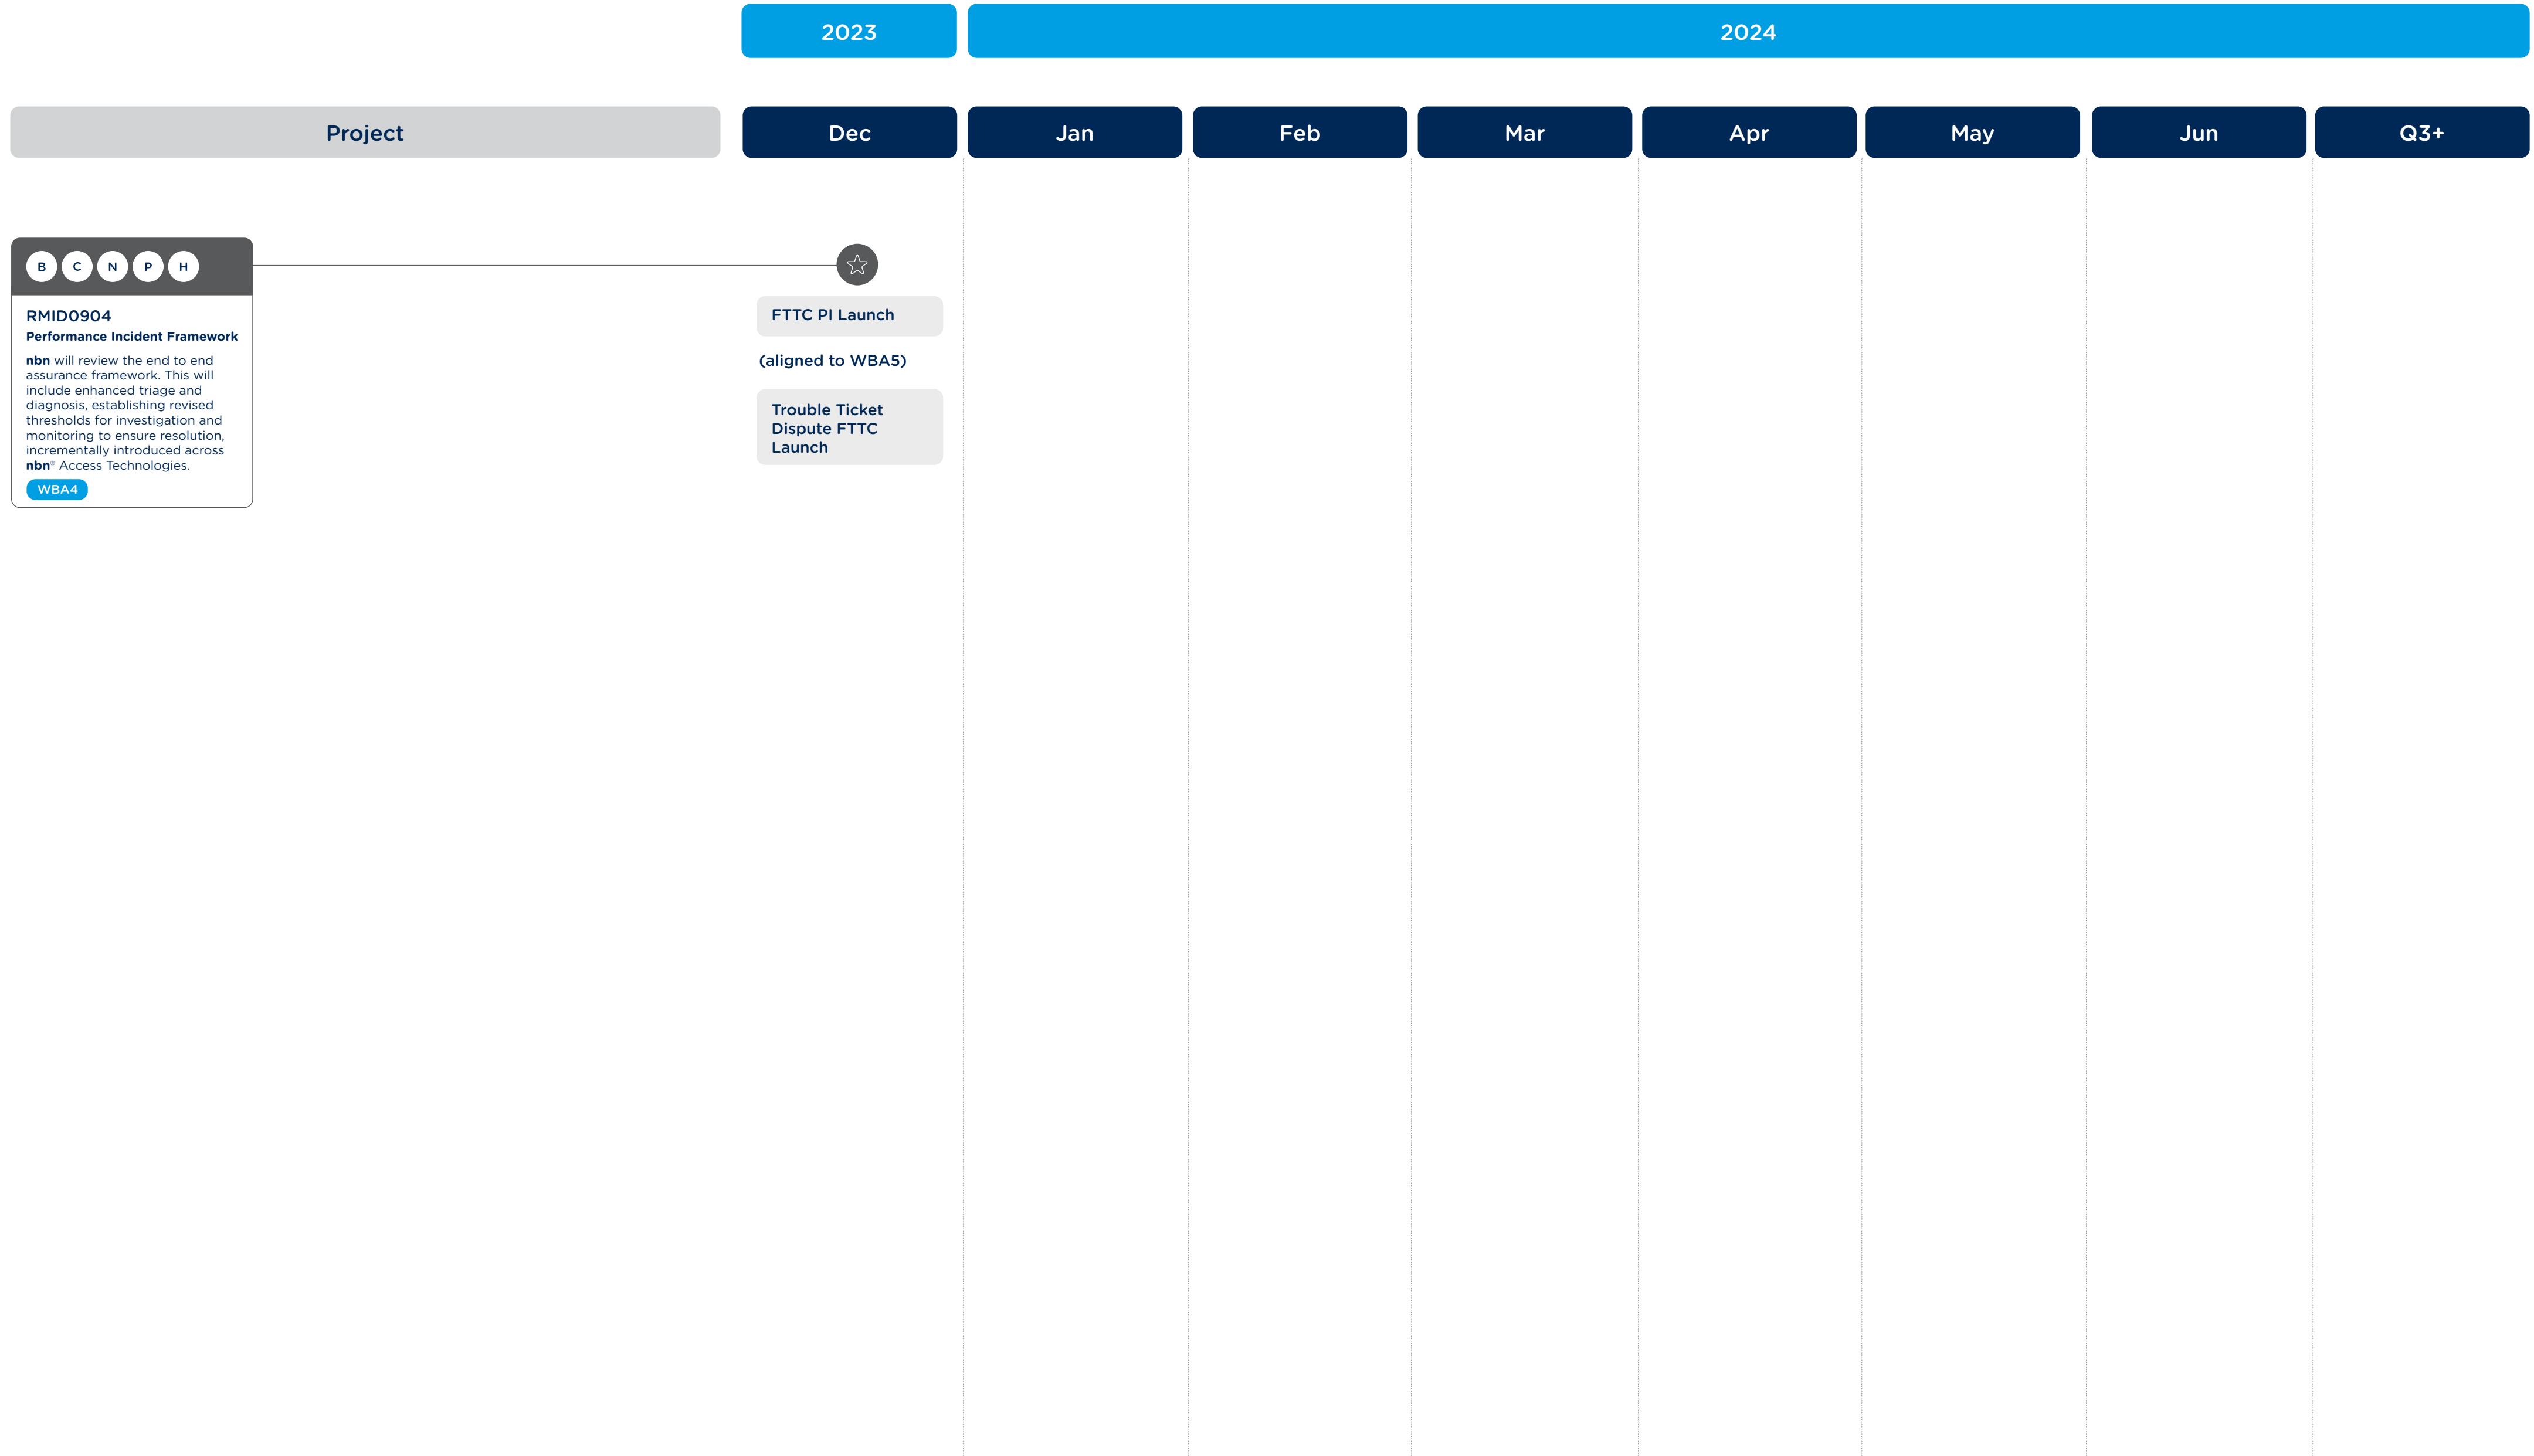 2023
2024
Project
Dec
Jan
Feb
Mar
Apr
May
Jun
Q3+
B C N P H
RMID0904
Performance Incident Framework
nbn will review the end to end
assurance framework. This will
include enhanced triage and
diagnosis, establishing revised
thresholds for investigation and
monitoring to ensure resolution,
incrementally introduced across
nbn® Access Technologies.
WBA4
FTTC PI Launch
(aligned to WBA5)
Trouble Ticket
Dispute FTTC
Launch